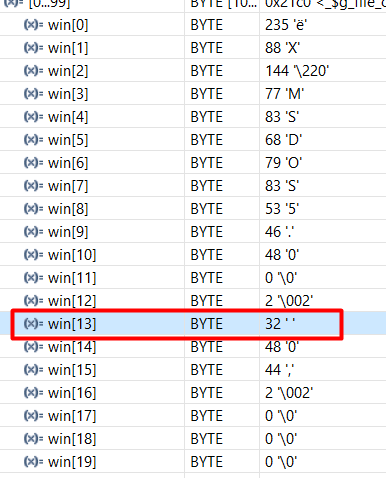 [0...99] BYTE [10...
(x)= win[0] BYTE 235 'ë'
(x)= win[1] BYTE 88 'X'
(x)= win[2] BYTE 144 '\220'
(x)= win[3] BYTE 77 'M'
(x)= win[4] BYTE 83 'S'
(x)= win[5] BYTE 68 'D'
(x)= win[6] BYTE 79 'O'
(x)= win[7] BYTE 83 'S'
(x)= win[8] BYTE 53 '5'
(x)= win[9] BYTE 46 '.'
(x)= win[10] BYTE 48 '0'
(x)= win[11] BYTE 0 '\0'
(x)= win[12] BYTE 2 '\002'
(x)= win[13] BYTE 32 ' '
(x)= win[14] BYTE 48 '0'
(x)= win[15] BYTE 44 ','
(x)= win[16] BYTE 2 '\002'
(x)= win[17] BYTE 0 '\0'
(x)= win[18] BYTE 0 '\0'
(x)= win[19] BYTE 0 '\0'